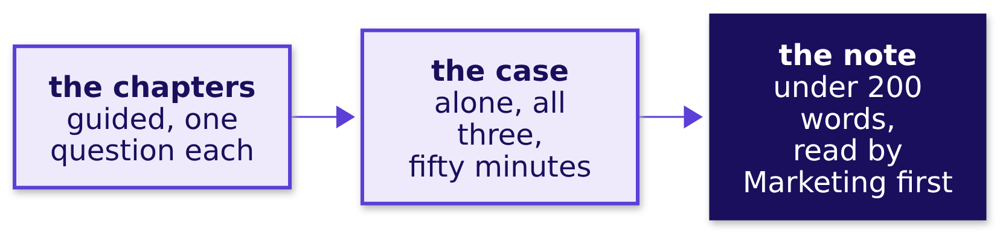 the chapters
guided, one
question each
the case
alone, all
three,
fifty minutes
the note
under 200
words,
read by
Marketing first